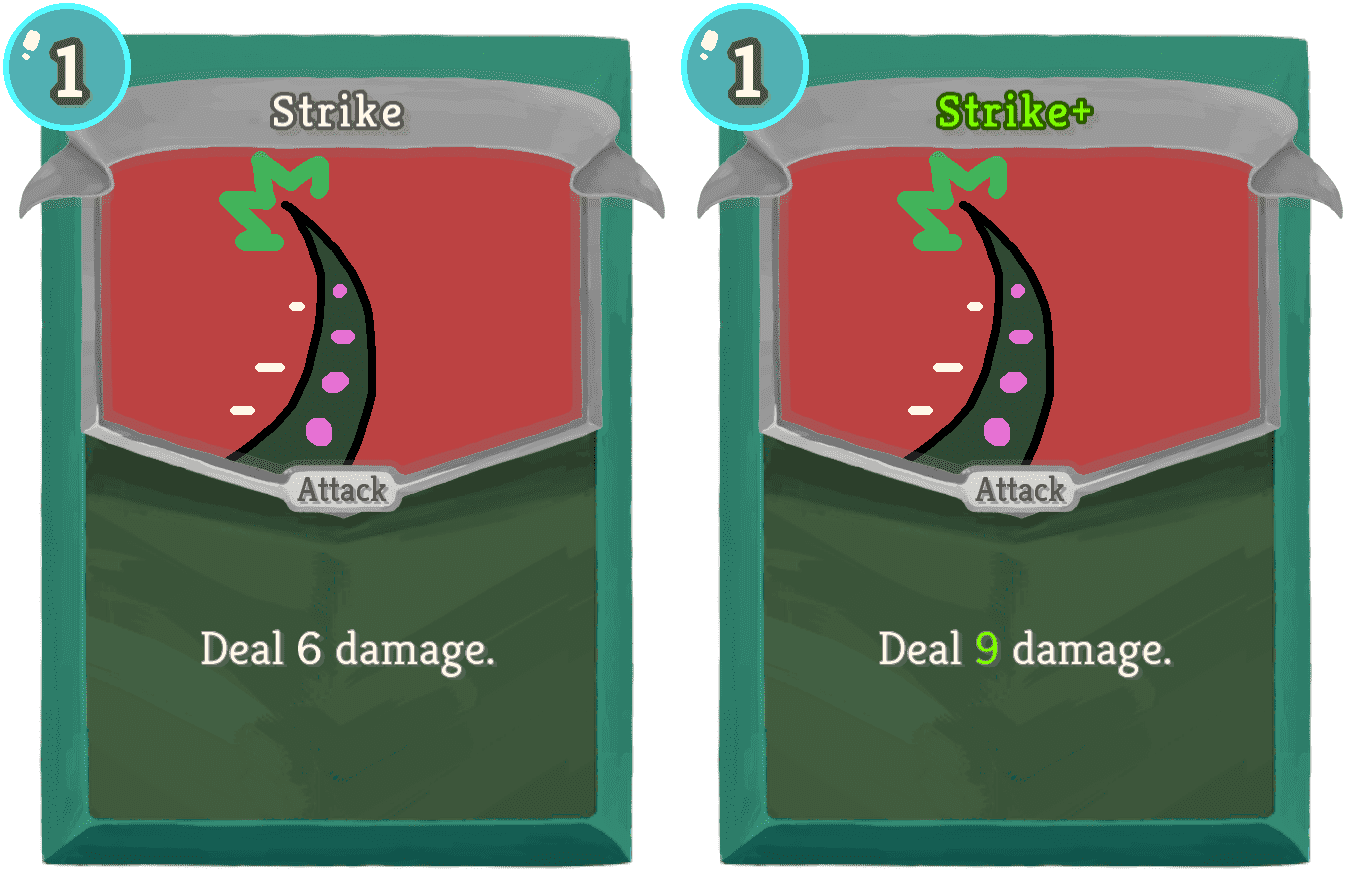 1
Strike
Attack
Deal 6 damage.
1
Strike+
Attack
Deal 9 damage.